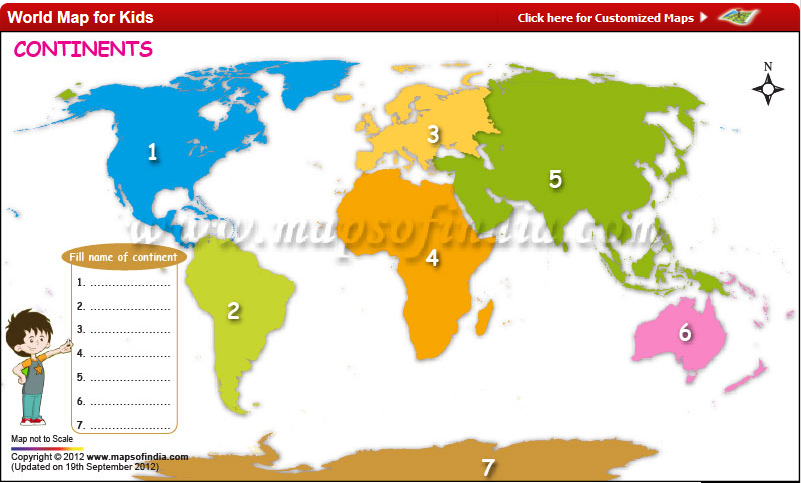 World Map for Kids
Click here for Customized Maps
CONTINENTS
N
1
2
3
4
5
6
7
www.mapsofindia.com
Fill name of continent
1. ........................
2. ........................
3. ........................
4. ........................
5. ........................
6. ........................
7. ........................
Map not to Scale
Copyright © 2012 www.mapsofindia.com
(Updated on 19th September 2012)